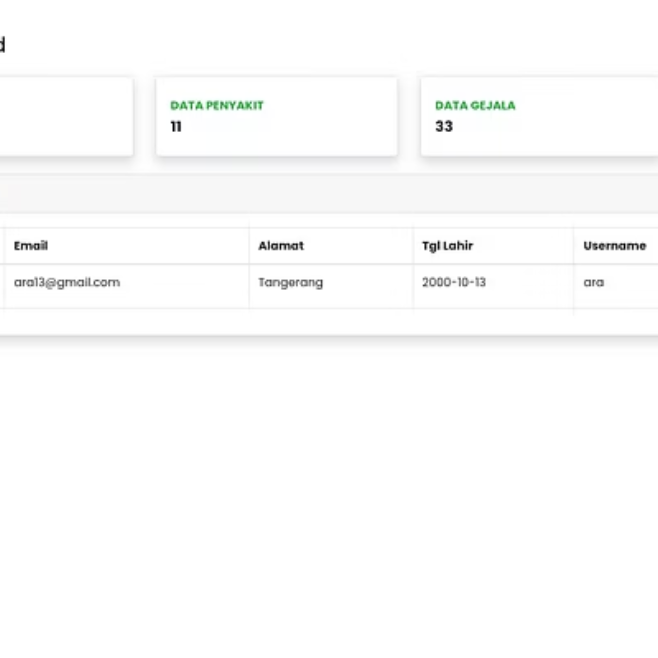 d
DATA PENYAKIT
11
DATA GEJALA
33
Email Alamat Tgl Lahir Username
ara13@gmail.com Tangerang 2000-10-13 ara